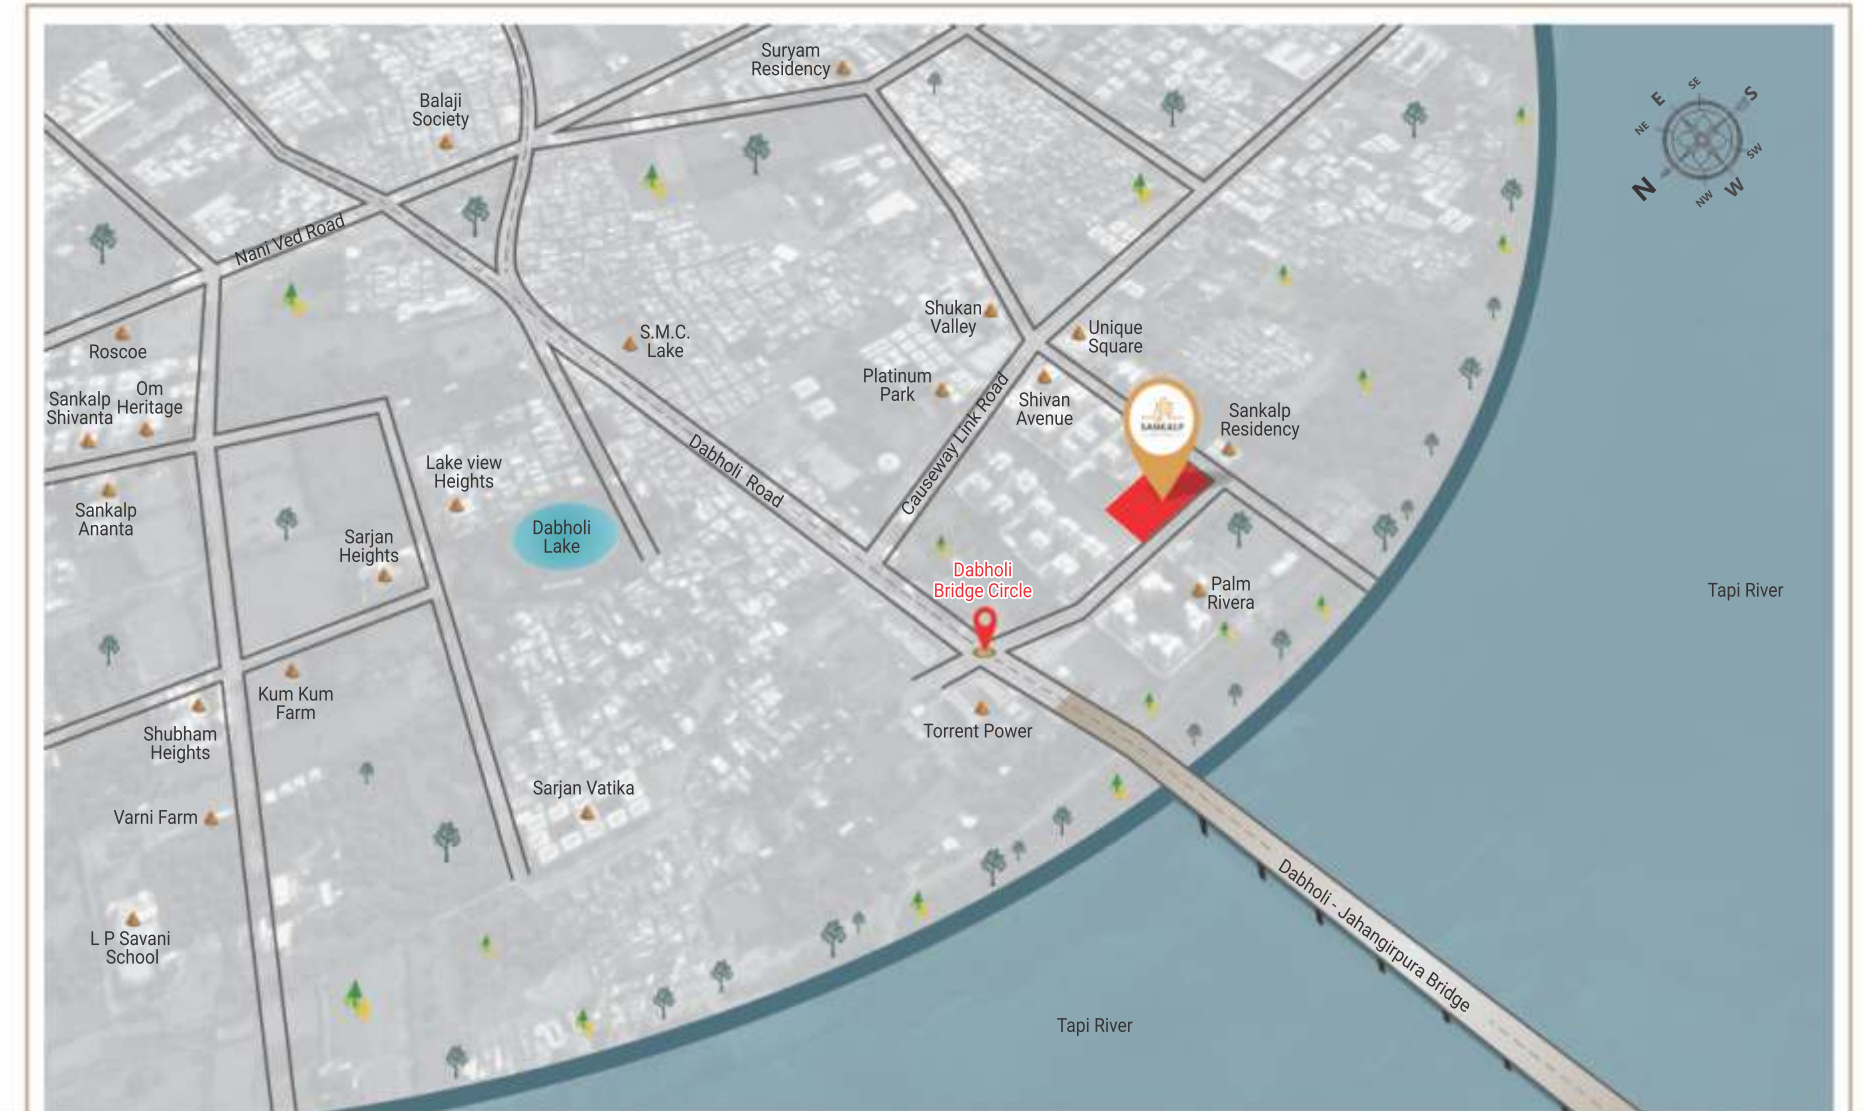 Suryam
Residency
Balaji
Society
E
SE
S
NE
SW
N
NW
W
Nani Ved Road
Shukan
Valley
Unique
Square
S.M.C.
Lake
Roscoe
Platinum
Park
Shivan
Avenue
Om
Heritage
Sankalp
Shivanta
SANKALP
Sankalp
Residency
Causeway Link Road
Dabholi Road
Lake view
Heights
Sankalp
Ananta
Dabholi
Lake
Sarjan
Heights
Dabholi
Bridge Circle
Palm
Rivera
Tapi River
Kum Kum
Farm
Shubham
Heights
Torrent Power
Sarjan Vatika
Varni Farm
L P Savani
School
Dabholi - Jahangirpura Bridge
Tapi River